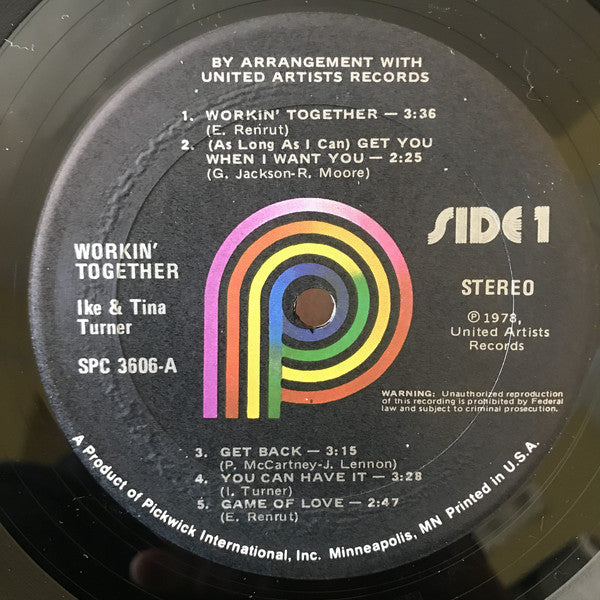 BY ARRANGEMENT WITH
UNITED ARTISTS RECORDS
1. WORKIN' TOGETHER — 3:36
(E. Renrut)
2. (As Long As I Can) GET YOU
WHEN I WANT YOU — 2:25
(G. Jackson-R. Moore)
SIDE 1
WORKIN'
TOGETHER
Ike & Tina
Turner
SPC 3606-A
STEREO
℗ 1978,
United Artists
Records
WARNING: Unauthorized reproduction
of this recording is prohibited by Federal
law and subject to criminal prosecution.
3. GET BACK — 3:15
(P. McCartney-J. Lennon)
4. YOU CAN HAVE IT — 3:28
(I. Turner)
5. GAME OF LOVE — 2:47
(E. Renrut)
A Product of Pickwick International, Inc. Minneapolis, MN Printed in U.S.A.